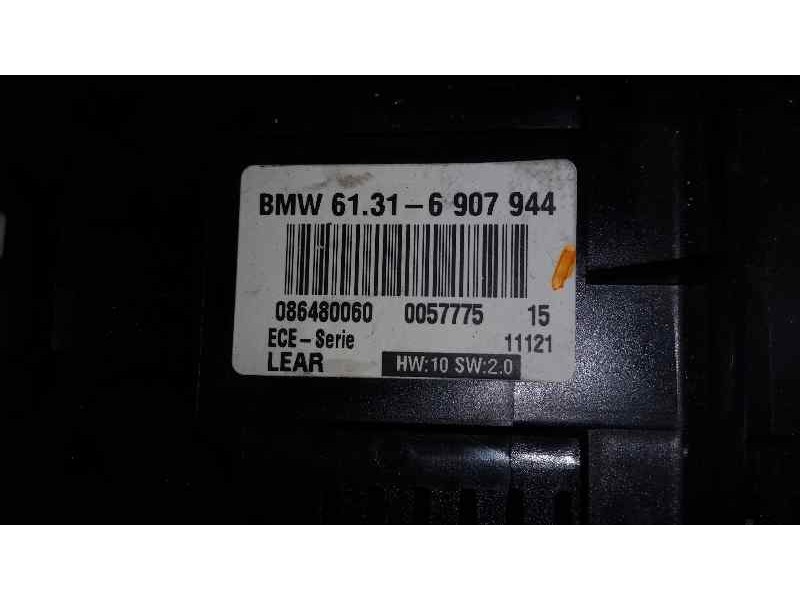 BMW 61.31-6 907 944
086480060 0057775 15
ECE-Serie 11121
LEAR HW:10 SW:2.0